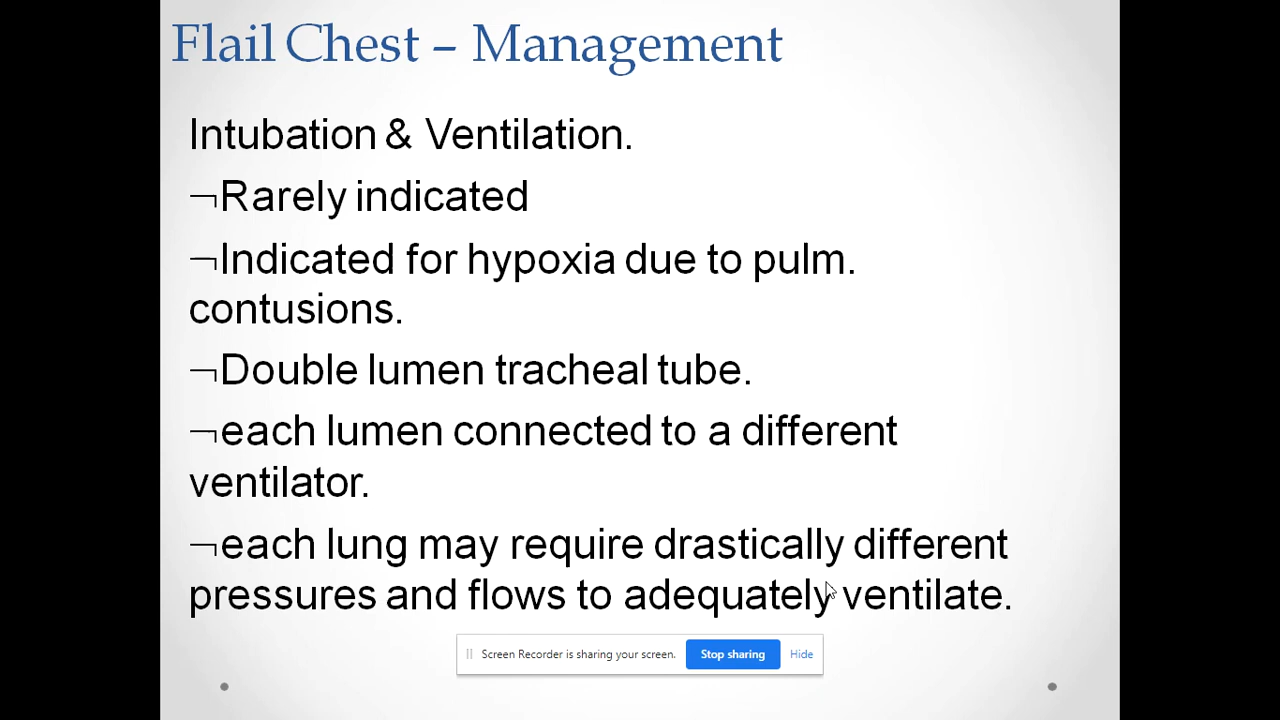 Flail Chest – Management
Intubation & Ventilation.
¬Rarely indicated
¬Indicated for hypoxia due to pulm.
contusions.
¬Double lumen tracheal tube.
¬each lumen connected to a different
ventilator.
¬each lung may require drastically different
pressures and flows to adequately ventilate.
Screen Recorder is sharing your screen. Stop sharing Hide